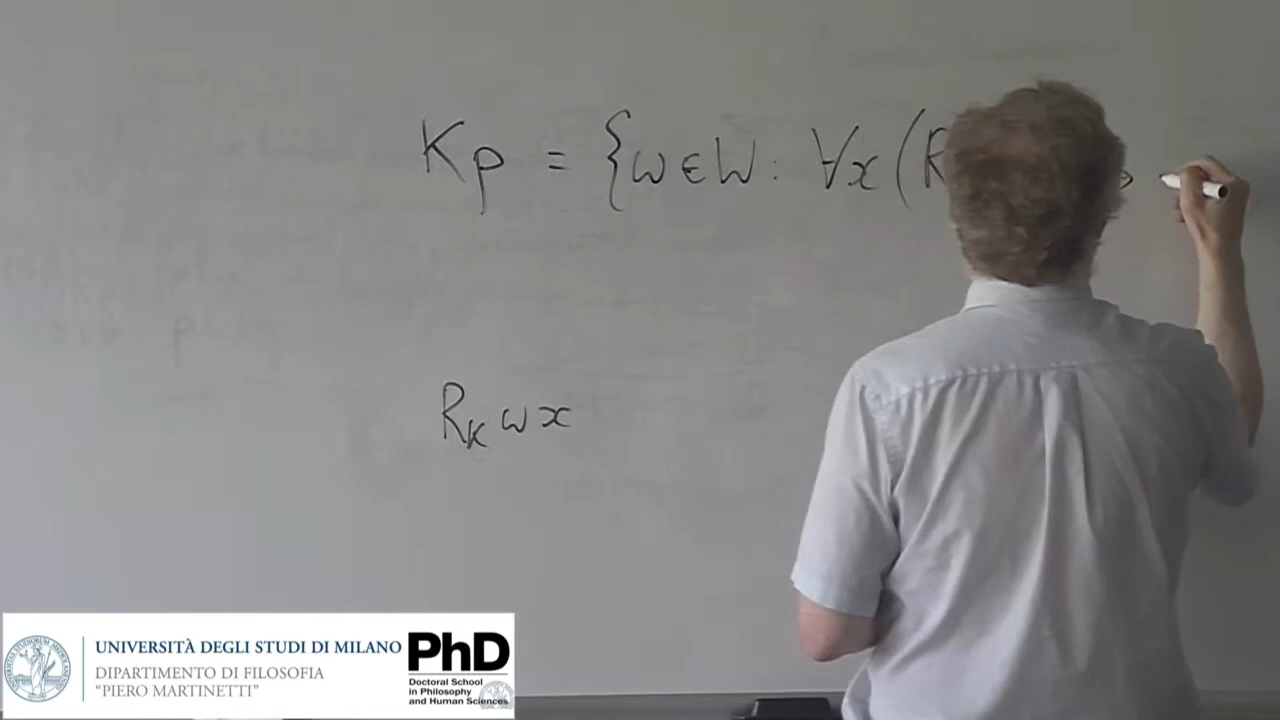 Kp = {w ∈ W : ∀x (R
R_K w x
UNIVERSITÀ DEGLI STUDI DI MILANO
DIPARTIMENTO DI FILOSOFIA
“PIERO MARTINETTI”
PhD
Doctoral School
in Philosophy
and Human Sciences